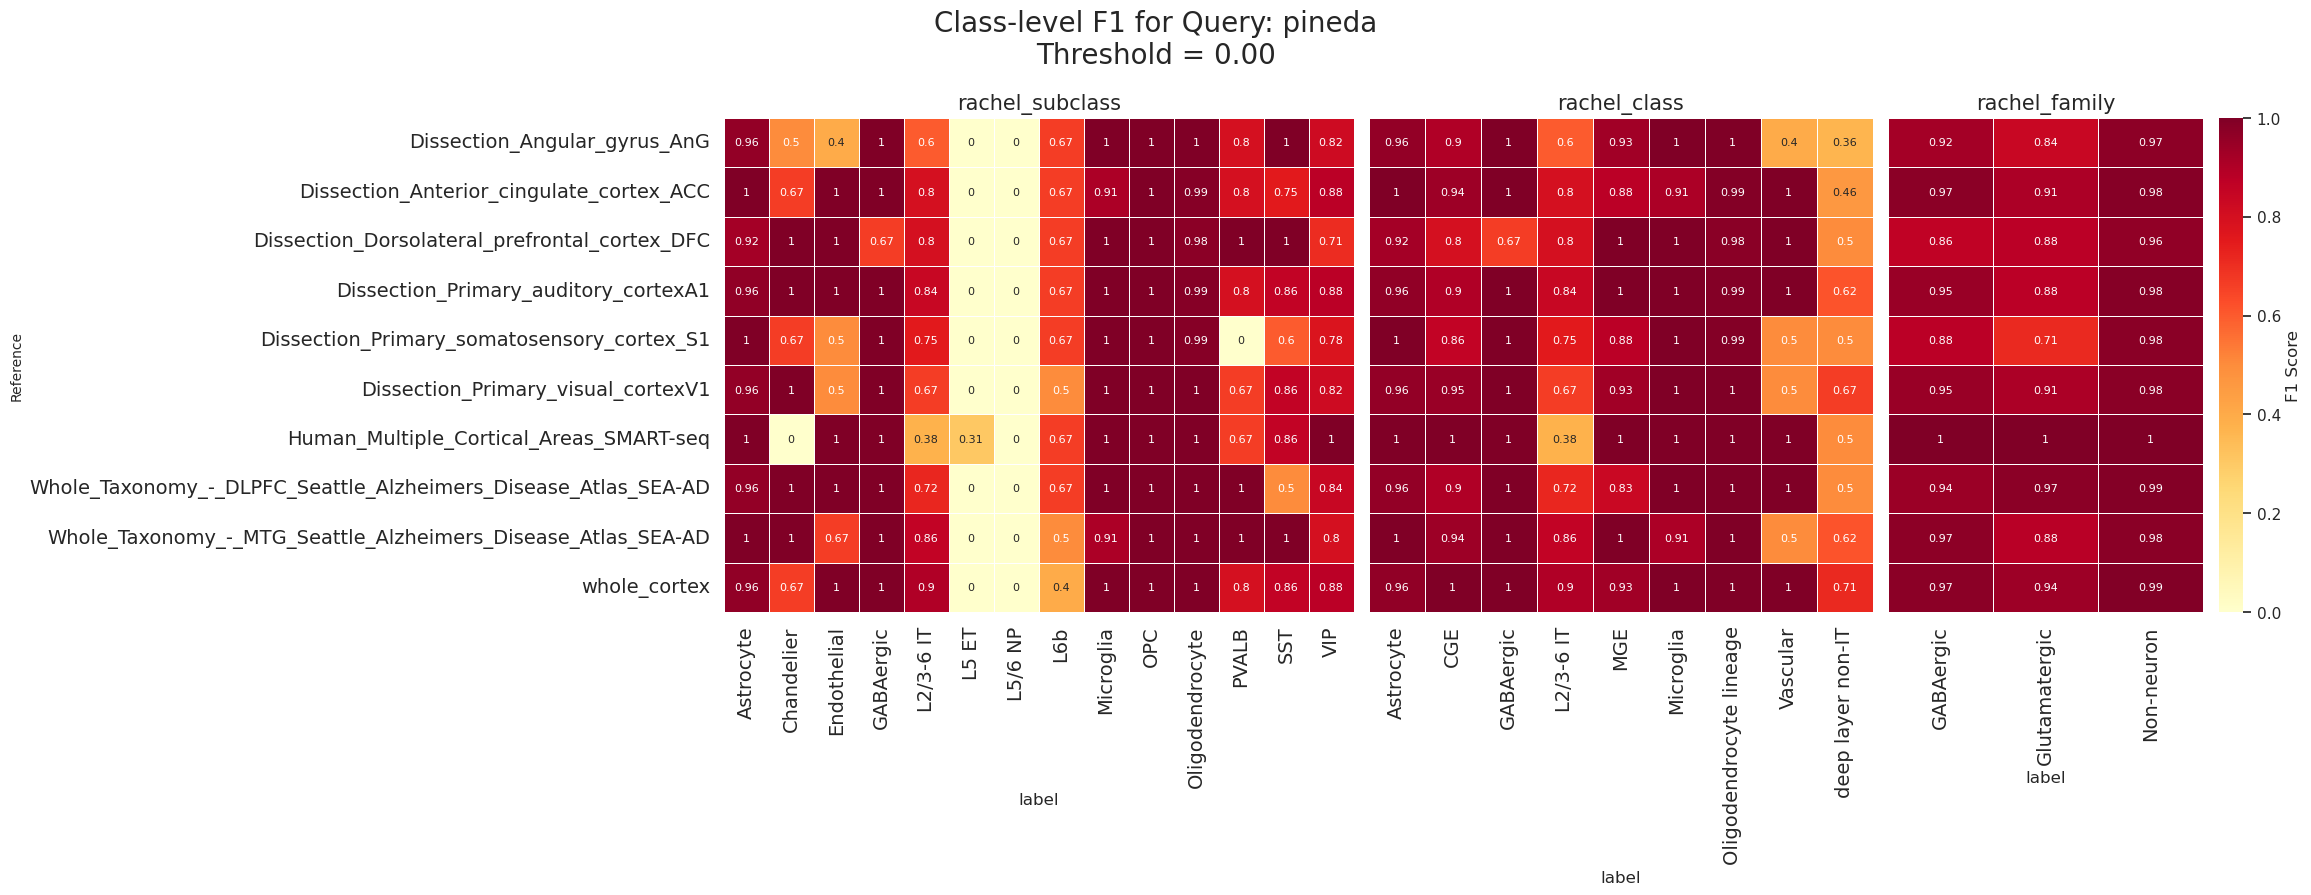 Class-level F1 for Query: pineda
Threshold = 0.00
rachel_subclass rachel_class rachel_family
Reference
Dissection_Angular_gyrus_AnG 0.96 0.5 0.4 1 0.6 0 0 0.67 1 1 1 0.8 1 0.82 0.96 0.9 1 0.6 0.93 1 1 0.4 0.36 0.92 0.84 0.97
Dissection_Anterior_cingulate_cortex_ACC 1 0.67 1 1 0.8 0 0 0.67 0.91 1 0.99 0.8 0.75 0.88 1 0.94 1 0.8 0.88 0.91 0.99 1 0.46 0.97 0.91 0.98
Dissection_Dorsolateral_prefrontal_cortex_DFC 0.92 1 1 0.67 0.8 0 0 0.67 1 1 0.98 1 1 0.71 0.92 0.8 0.67 0.8 1 1 0.98 1 0.5 0.86 0.88 0.96
Dissection_Primary_auditory_cortexA1 0.96 1 1 1 0.84 0 0 0.67 1 1 0.99 0.8 0.86 0.88 0.96 0.9 1 0.84 1 1 0.99 1 0.62 0.95 0.88 0.98
Dissection_Primary_somatosensory_cortex_S1 1 0.67 0.5 1 0.75 0 0 0.67 1 1 0.99 0 0.6 0.78 1 0.86 1 0.75 0.88 1 0.99 0.5 0.5 0.88 0.71 0.98
Dissection_Primary_visual_cortexV1 0.96 1 0.5 1 0.67 0 0 0.5 1 1 1 0.67 0.86 0.82 0.96 0.95 1 0.67 0.93 1 1 0.5 0.67 0.95 0.91 0.98
Human_Multiple_Cortical_Areas_SMART-seq 1 0 1 1 0.38 0.31 0 0.67 1 1 1 0.67 0.86 1 1 1 1 0.38 1 1 1 1 0.5 1 1 1
Whole_Taxonomy_-_DLPFC_Seattle_Alzheimers_Disease_Atlas_SEA-AD 0.96 1 1 1 0.72 0 0 0.67 1 1 1 1 0.5 0.84 0.96 0.9 1 0.72 0.83 1 1 1 0.5 0.94 0.97 0.99
Whole_Taxonomy_-_MTG_Seattle_Alzheimers_Disease_Atlas_SEA-AD 1 1 0.67 1 0.86 0 0 0.5 0.91 1 1 1 1 0.8 1 0.94 1 0.86 1 0.91 1 0.5 0.62 0.97 0.88 0.98
whole_cortex 0.96 0.67 1 1 0.9 0 0 0.4 1 1 1 0.8 0.86 0.88 0.96 1 1 0.9 0.93 1 1 1 0.71 0.97 0.94 0.99
Astrocyte
Chandelier
Endothelial
GABAergic
L2/3-6 IT
L5 ET
L5/6 NP
L6b
Microglia
OPC
Oligodendrocyte
PVALB
SST
VIP
label
Astrocyte
CGE
GABAergic
L2/3-6 IT
MGE
Microglia
Oligodendrocyte lineage
Vascular
deep layer non-IT
label
GABAergic
Glutamatergic
Non-neuron
label
1.0
0.8
0.6
0.4
0.2
0.0
F1 Score